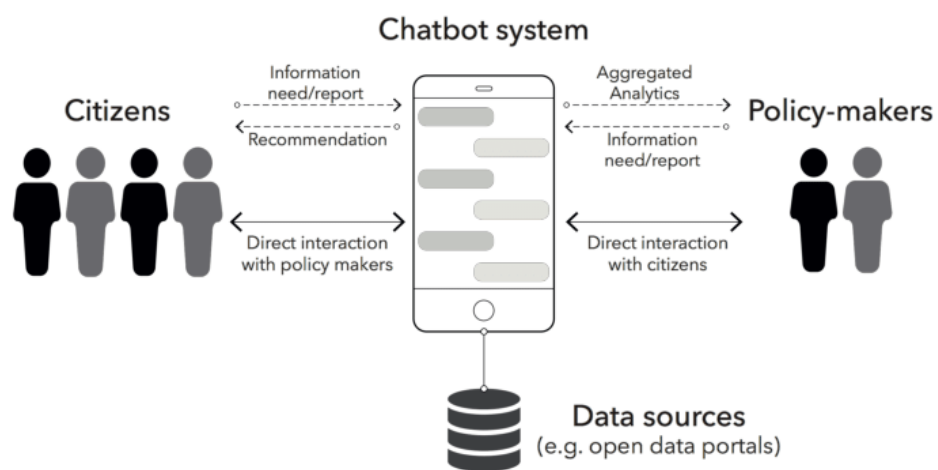 Chatbot system
Citizens
Information
need/report
Recommendation
Direct interaction
with policy makers
Aggregated
Analytics
Information
need/report
Direct interaction
with citizens
Policy-makers
Data sources
(e.g. open data portals)